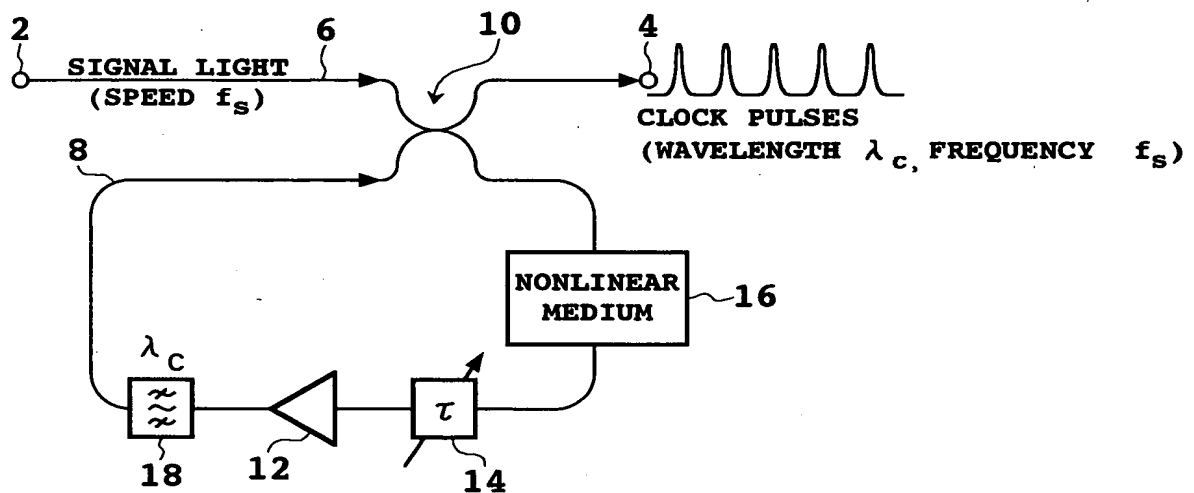 2
6
10
4
SIGNAL LIGHT
(SPEED fs)
CLOCK PULSES
(WAVELENGTH λc, FREQUENCY fs)
8
NONLINEAR
MEDIUM
16
λC
τ
18
12
14